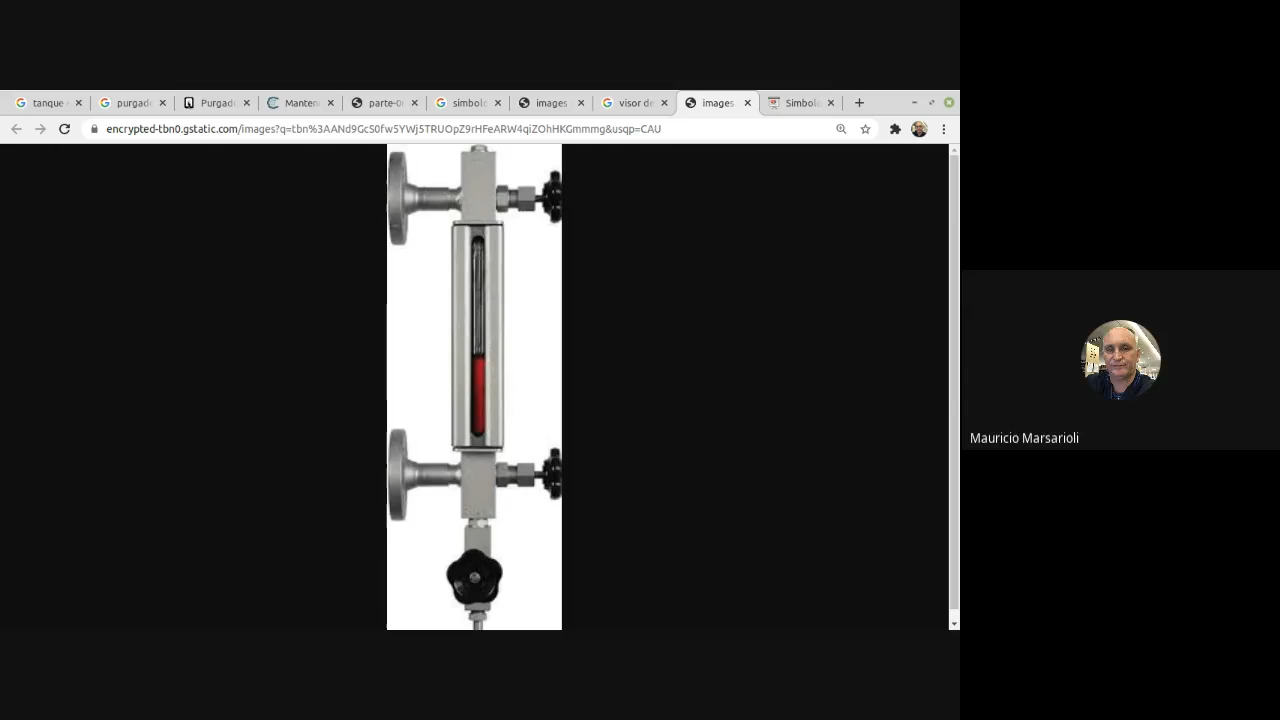 tanque
purgado
Purgad
Manten
parte-0
simbolo
images
visor de
images
Simbolo
encrypted-tbn0.gstatic.com/images?q=tbn%3AANd9GcS0fw5YWj5TRUOpZ9rHFeARW4qiZOhHKGmmmg&usqp=CAU
Mauricio Marsarioli